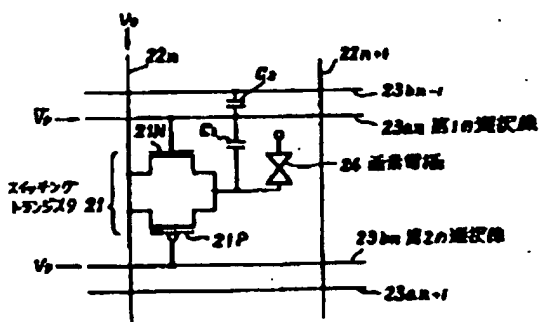 V₀
22n
22n+1
C₂
23bn-1
V̅p
23an 第1の選択線
21N
C₁
24 画素電極
スイッチング
トランジスタ 21
21P
23bn 第2の選択線
Vp
23an+1